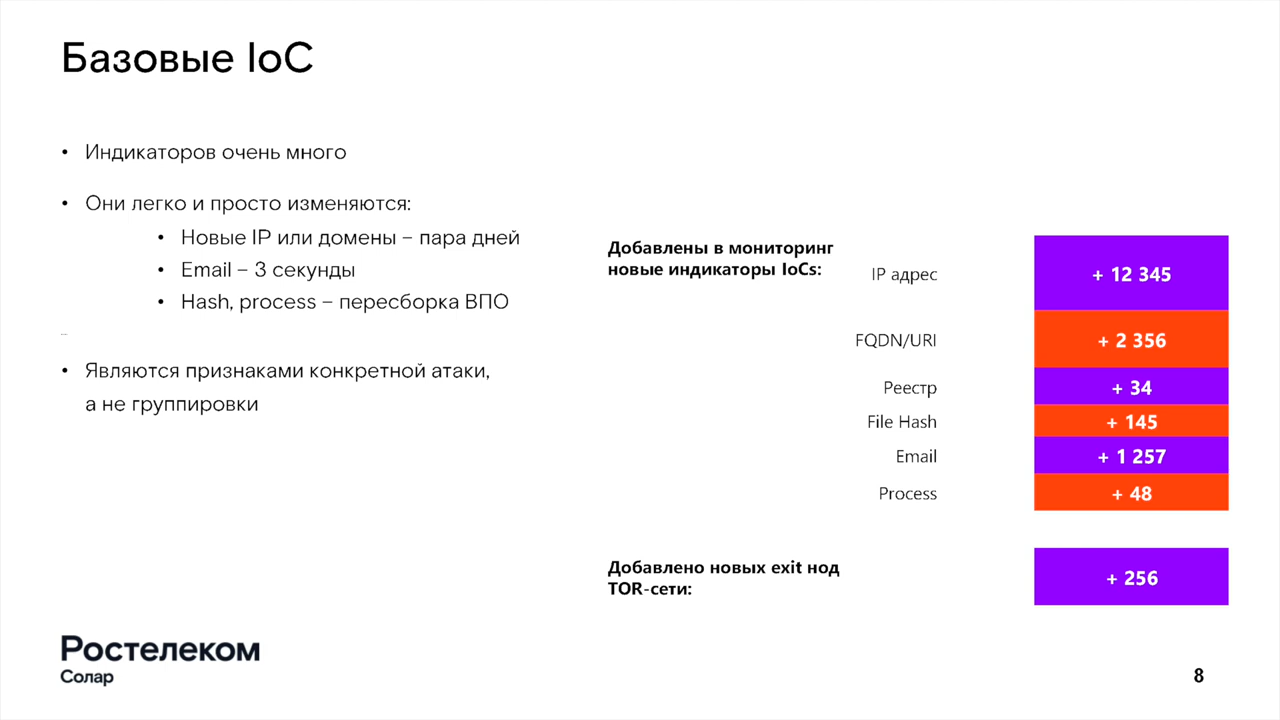 Базовые IoC
• Индикаторов очень много
• Они легко и просто изменяются:
• Новые IP или домены – пара дней
• Email – 3 секунды
• Hash, process – пересборка ВПО
• Являются признаками конкретной атаки,
а не группировки
Добавлены в мониторинг
новые индикаторы IoCs:
IP адрес + 12 345
FQDN/URI + 2 356
Реестр + 34
File Hash + 145
Email + 1 257
Process + 48
Добавлено новых exit нод
TOR-сети:
+ 256
Ростелеком
Солар
8